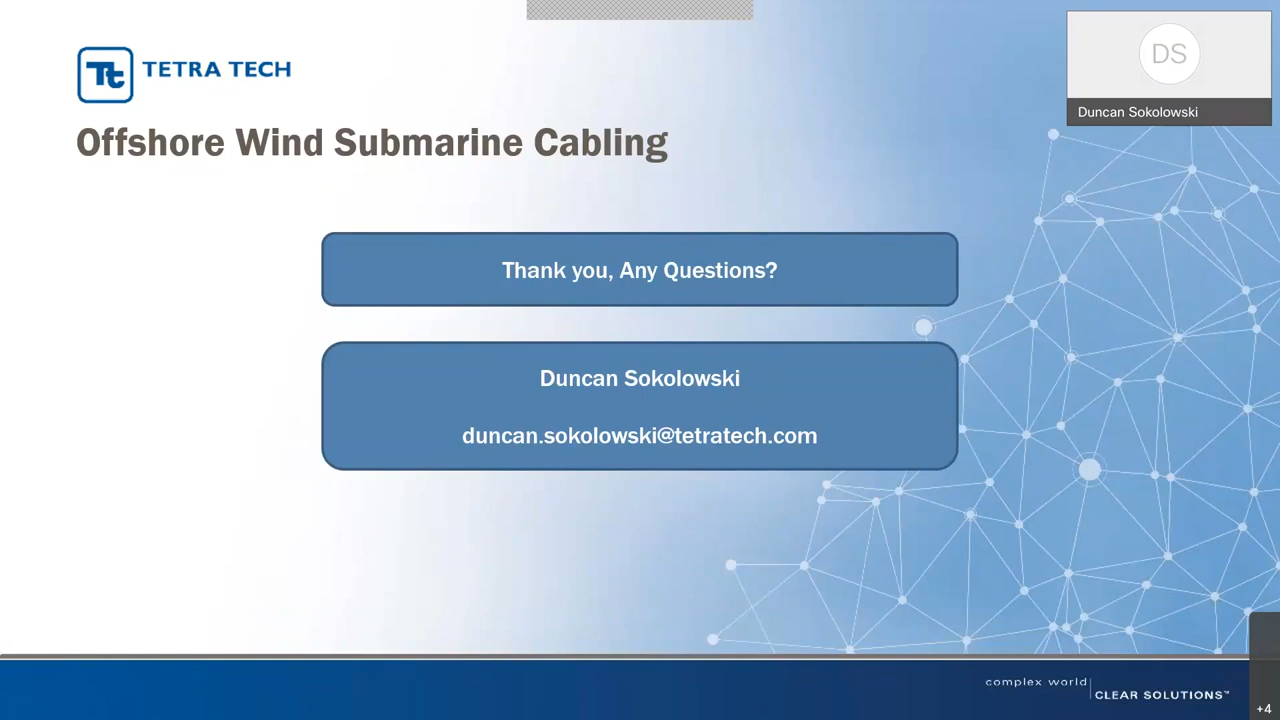 TETRA TECH
DS
Duncan Sokolowski
Offshore Wind Submarine Cabling
Thank you, Any Questions?
Duncan Sokolowski
duncan.sokolowski@tetratech.com
complex world
CLEAR SOLUTIONS™
+4